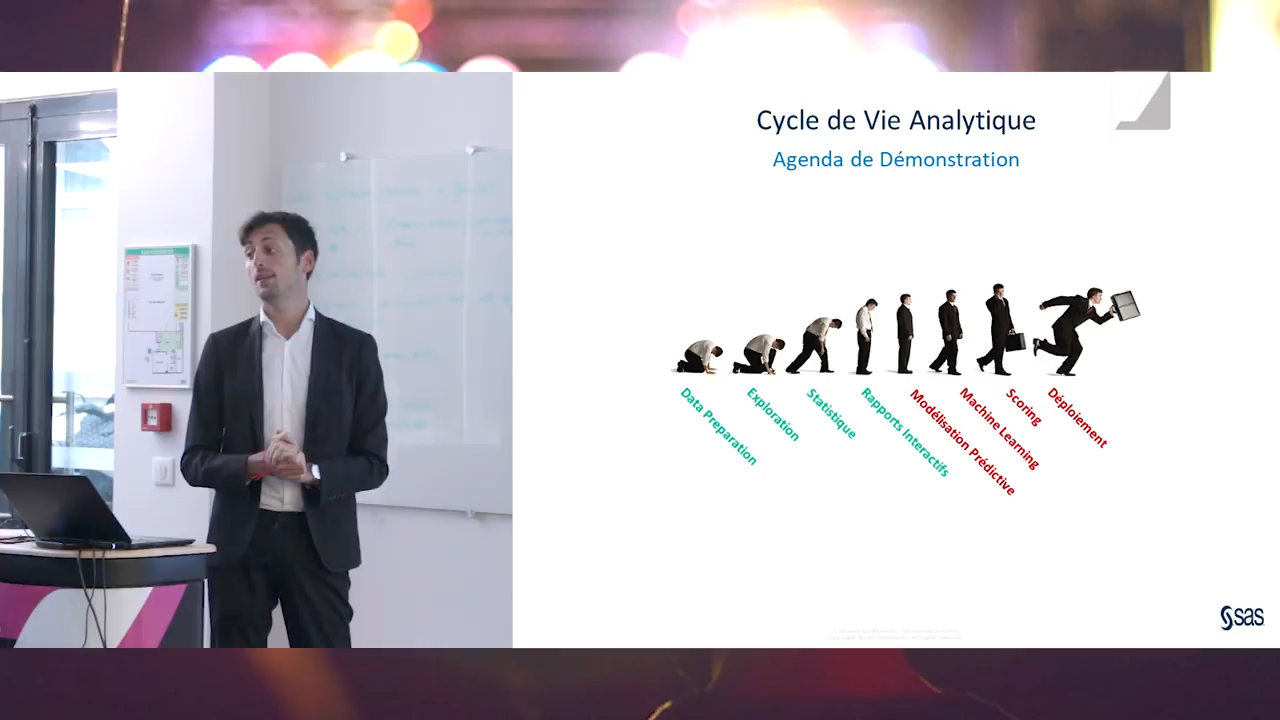 Cycle de Vie Analytique
Agenda de Démonstration
Data Preparation
Exploration
Statistique
Rapports Interactifs
Modélisation Prédictive
Machine Learning
Scoring
Déploiement
sas